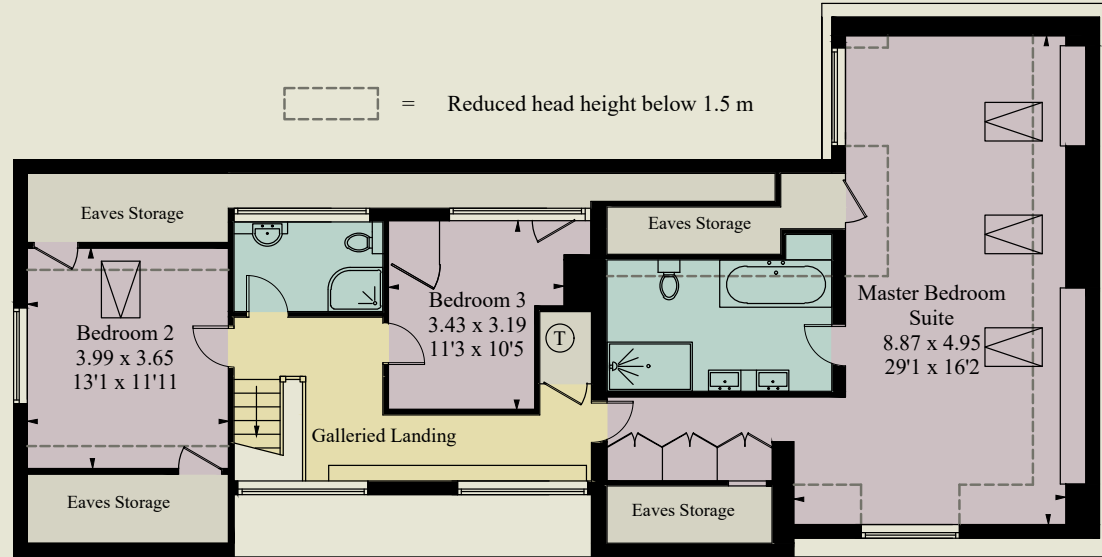 = Reduced head height below 1.5 m
Eaves Storage
Eaves Storage
Bedroom 2
3.99 x 3.65
13'1 x 11'11
Bedroom 3
3.43 x 3.19
11'3 x 10'5
T
Master Bedroom
Suite
8.87 x 4.95
29'1 x 16'2
Galleried Landing
Eaves Storage
Eaves Storage